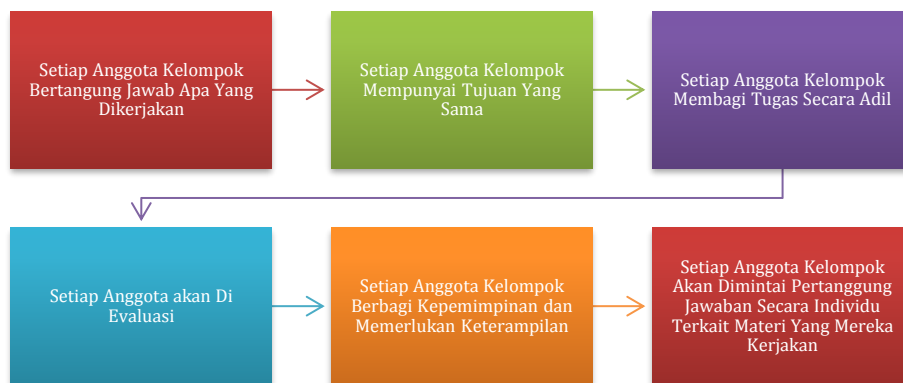 Setiap Anggota Kelompok
Bertangung Jawab Apa Yang
Dikerjakan
Setiap Anggota Kelompok
Mempunyai Tujuan Yang
Sama
Setiap Anggota Kelompok
Membagi Tugas Secara Adil
Setiap Anggota akan Di
Evaluasi
Setiap Anggota Kelompok
Berbagi Kepemimpinan dan
Memerlukan Keterampilan
Setiap Anggota Kelompok
Akan Dimintai Pertanggung
Jawaban Secara Individu
Terkait Materi Yang Mereka
Kerjakan